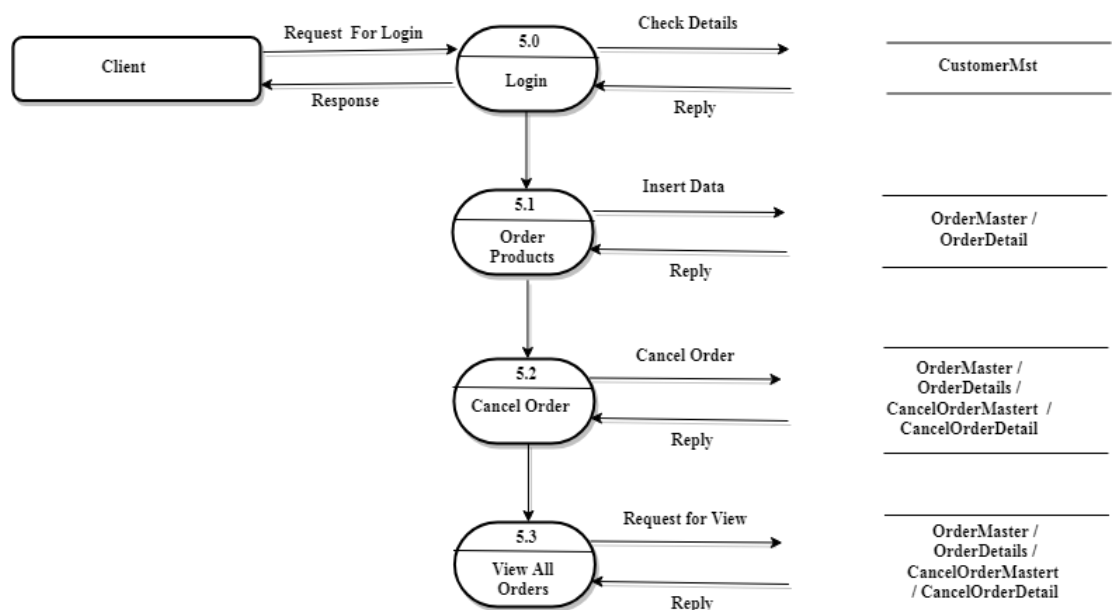 Request For Login
Client
Response
5.0
Login
Check Details
Reply
CustomerMst
5.1
Order
Products
Insert Data
Reply
OrderMaster /
OrderDetail
5.2
Cancel Order
Cancel Order
Reply
OrderMaster /
OrderDetails /
CancelOrderMastert /
CancelOrderDetail
5.3
View All
Orders
Request for View
Reply
OrderMaster /
OrderDetails /
CancelOrderMastert
/ CancelOrderDetail